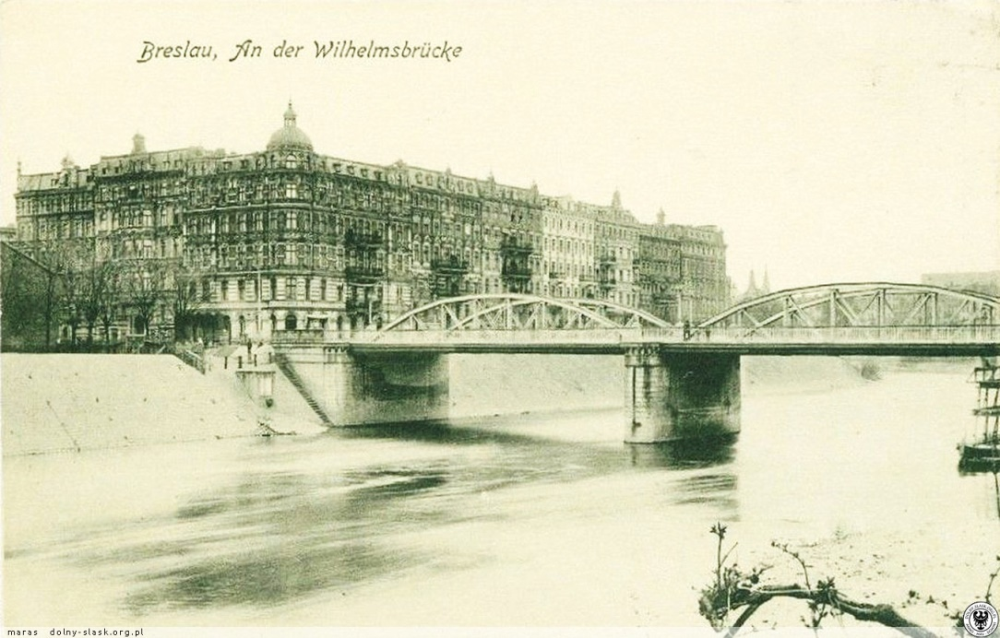 Breslau, An der Wilhelmsbrücke
maras dolny-slask.org.pl